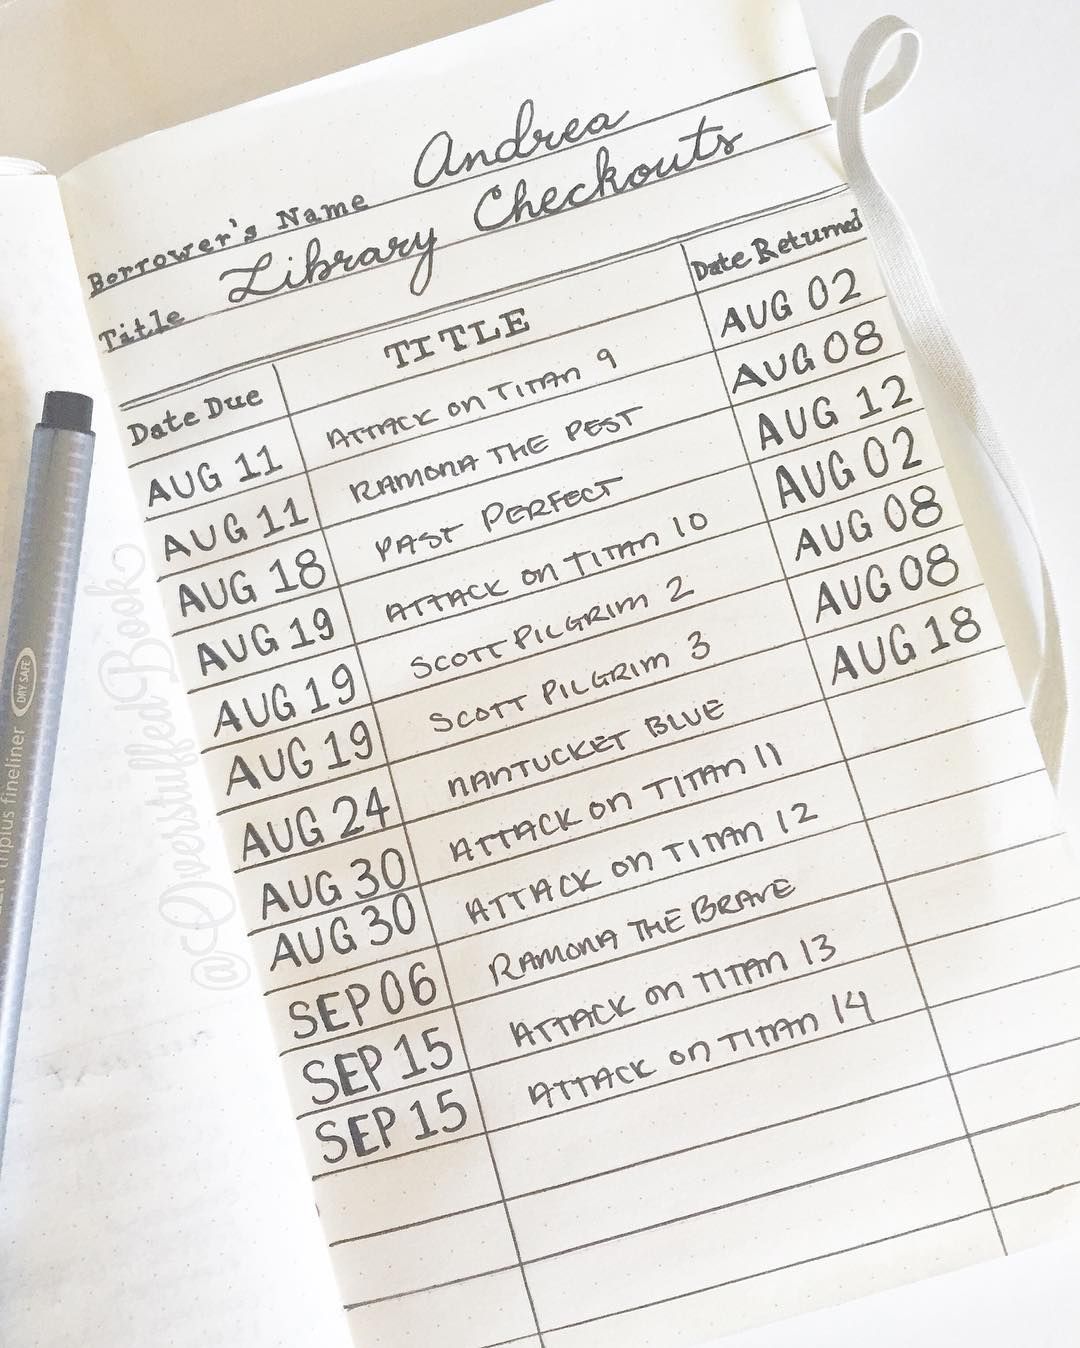 Borrower's Name Andrea
Title Library Checkouts
Date Due TITLE Date Returned
AUG 11 ATTACK ON TITAN 9 AUG 02
AUG 11 RAMONA THE PEST AUG 08
AUG 18 PAST PERFECT AUG 12
AUG 19 ATTACK ON TITAN 10 AUG 02
AUG 19 SCOTT PILGRIM 2 AUG 08
AUG 19 SCOTT PILGRIM 3 AUG 08
AUG 24 NANTUCKET BLUE AUG 18
AUG 30 ATTACK ON TITAN 11
AUG 30 ATTACK ON TITAN 12
SEP 06 RAMONA THE BRAVE
SEP 15 ATTACK ON TITAN 13
SEP 15 ATTACK ON TITAN 14
@OverstuffedBook
triplus fineliner
DRY SAFE